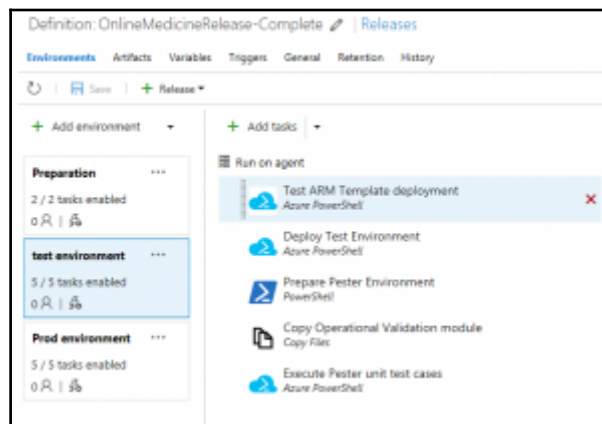 Definition: OnlineMedicineRelease-Complete | Releases
Environments Artifacts Variables Triggers General Retention History
Save | + Release
+ Add environment
+ Add tasks
Run on agent
Preparation ...
2 / 2 tasks enabled
0 |
test environment ...
5 / 5 tasks enabled
0 |
Prod environment ...
5 / 5 tasks enabled
0 |
Test ARM Template deployment
Azure PowerShell
Deploy Test Environment
Azure PowerShell
Prepare Pester Environment
PowerShell
Copy Operational Validation module
Copy Files
Execute Pester unit test cases
Azure PowerShell